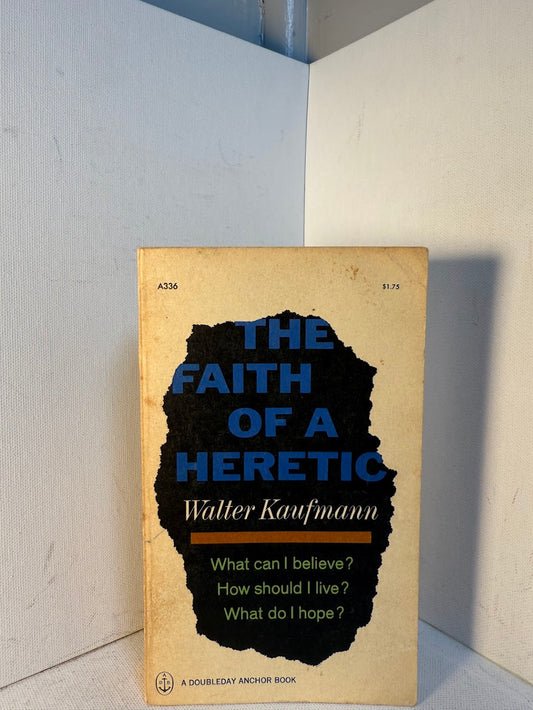 A336 $1.75
THE
FAITH
OF A
HERETIC
Walter Kaufmann
What can I believe?
How should I live?
What do I hope?
A DOUBLEDAY ANCHOR BOOK